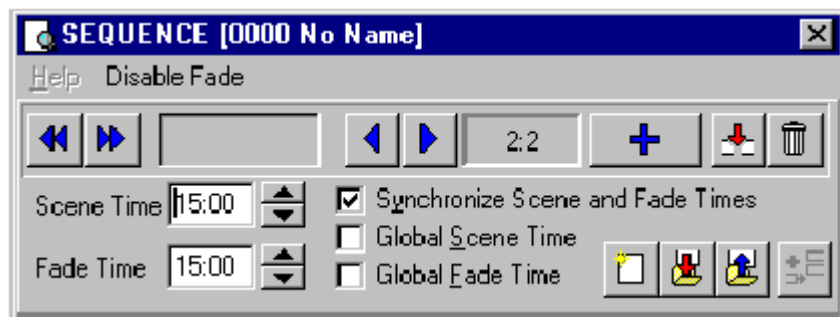 SEQUENCE [0000 No Name]
Help Disable Fade
2:2
Scene Time 15:00 Synchronize Scene and Fade Times
Global Scene Time
Fade Time 15:00 Global Fade Time